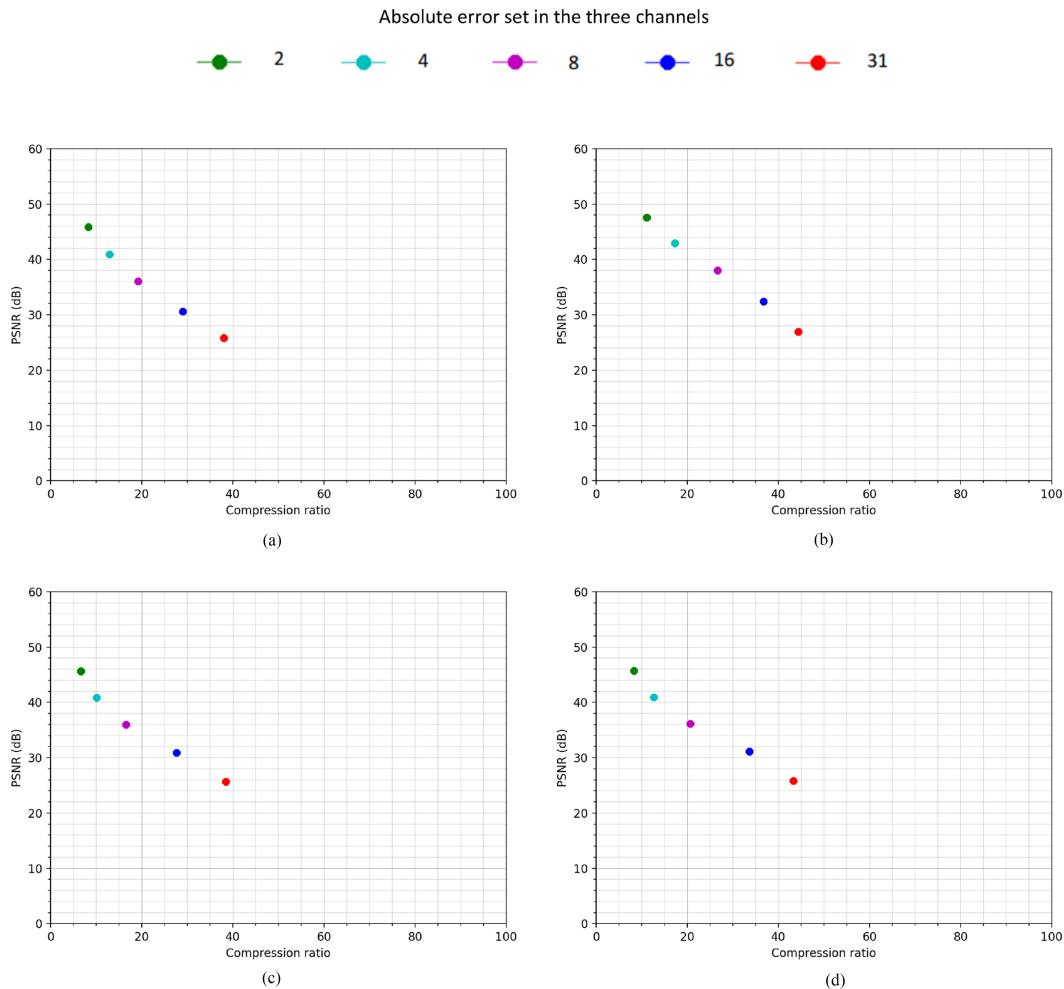 Absolute error set in the three channels
2 4 8 16 31
60
50
40
30
20
10
0
PSNR (dB)
0 20 40 60 80 100
Compression ratio
(a)
60
50
40
30
20
10
0
PSNR (dB)
0 20 40 60 80 100
Compression ratio
(b)
60
50
40
30
20
10
0
PSNR (dB)
0 20 40 60 80 100
Compression ratio
(c)
60
50
40
30
20
10
0
PSNR (dB)
0 20 40 60 80 100
Compression ratio
(d)